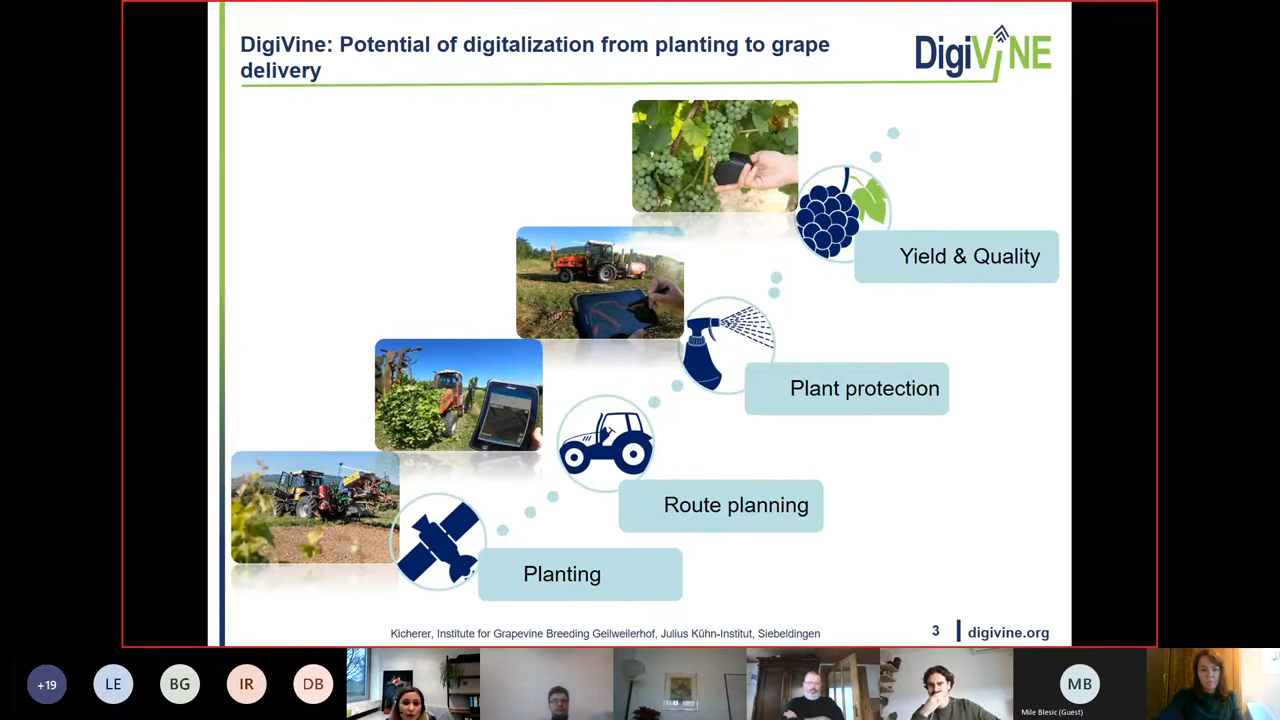 DigiVine: Potential of digitalization from planting to grape
delivery
DigiViNE
Yield & Quality
Plant protection
Route planning
Planting
Kicherer, Institute for Grapevine Breeding Geilweilerhof, Julius Kühn-Institut, Siebeldingen
3
digivine.org
+19
LE
BG
IR
DB
MB
Mile Blesic (Guest)